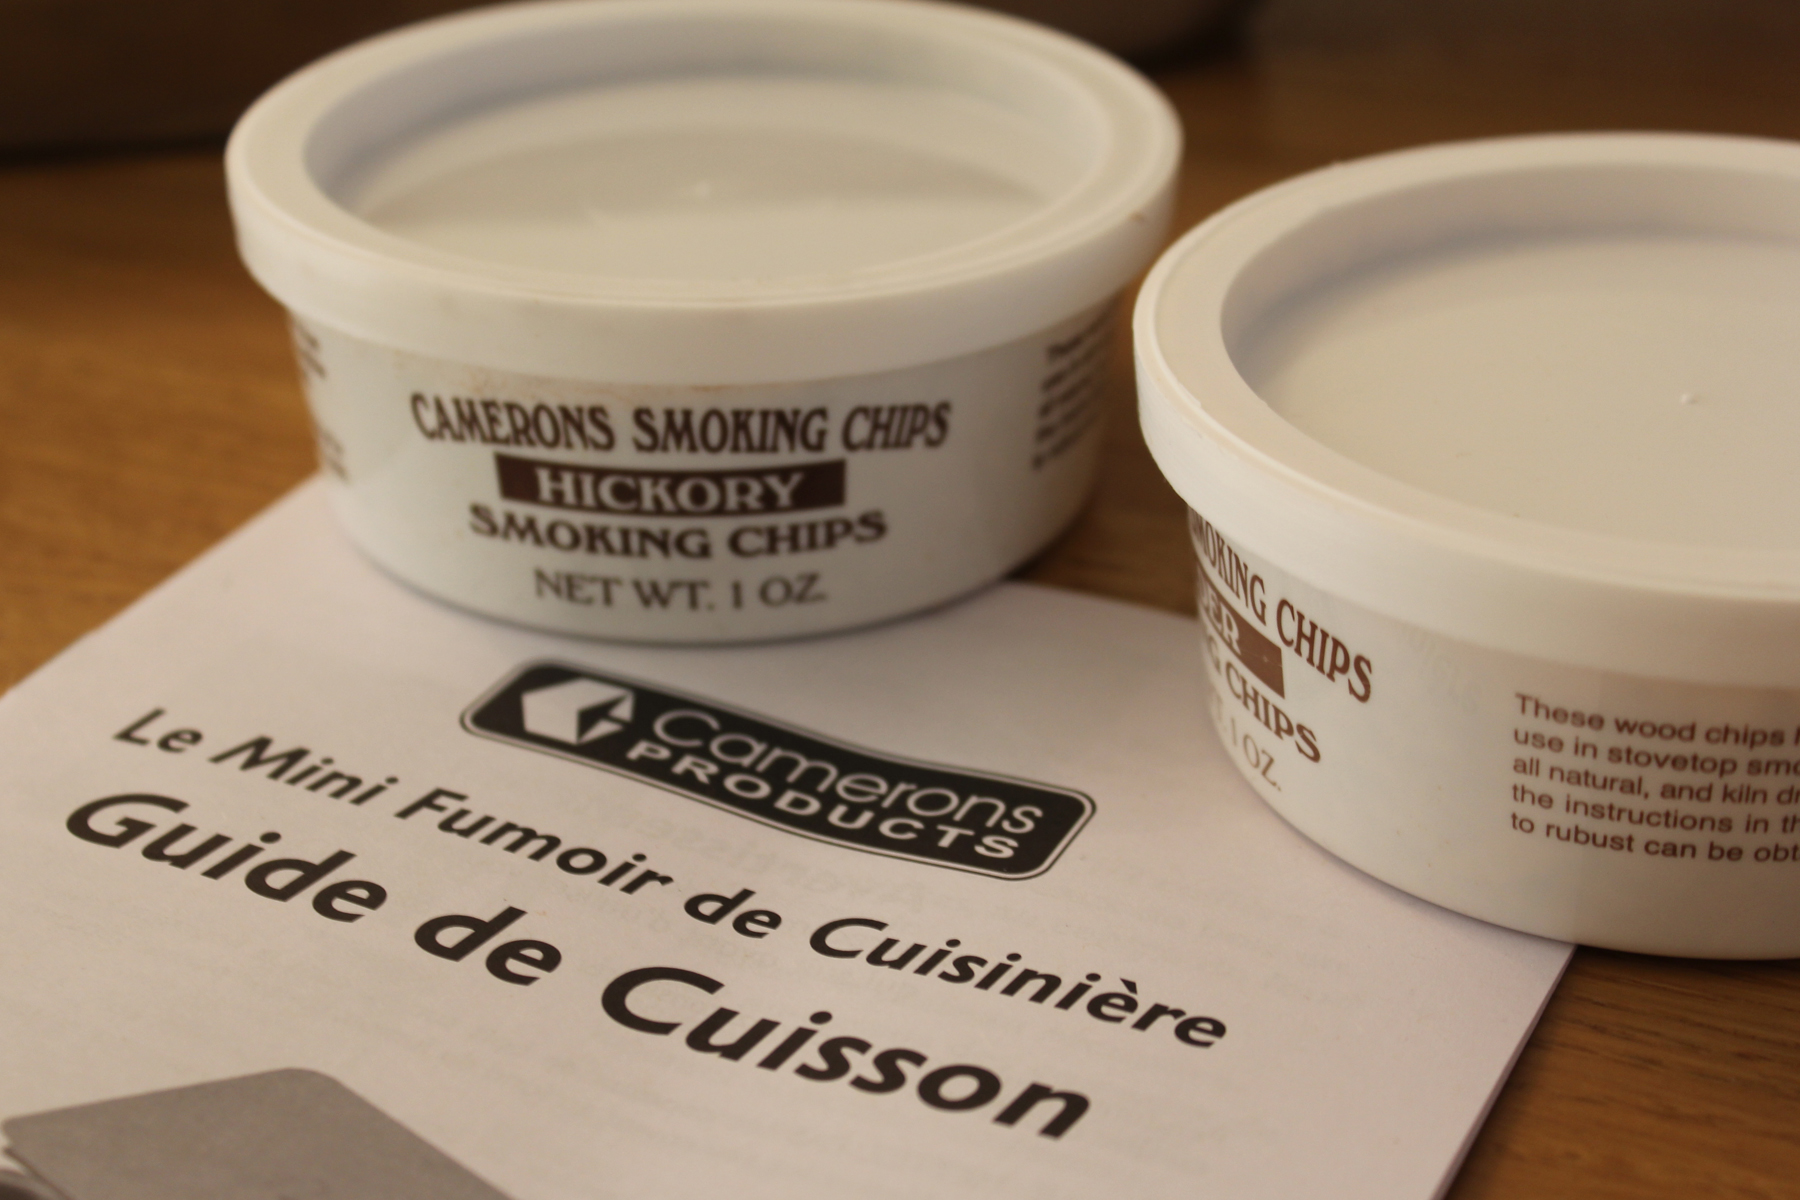 CAMERONS SMOKING CHIPS
HICKORY
SMOKING CHIPS
NET WT. 1 OZ.
SMOKING CHIPS
CHIPS
1 OZ.
These wood chips
use in stovetop
all natural, and kiln
the instructions in
to rubust can be
Camerons
PRODUCTS
Le Mini Fumoir de Cuisinière
Guide de Cuisson